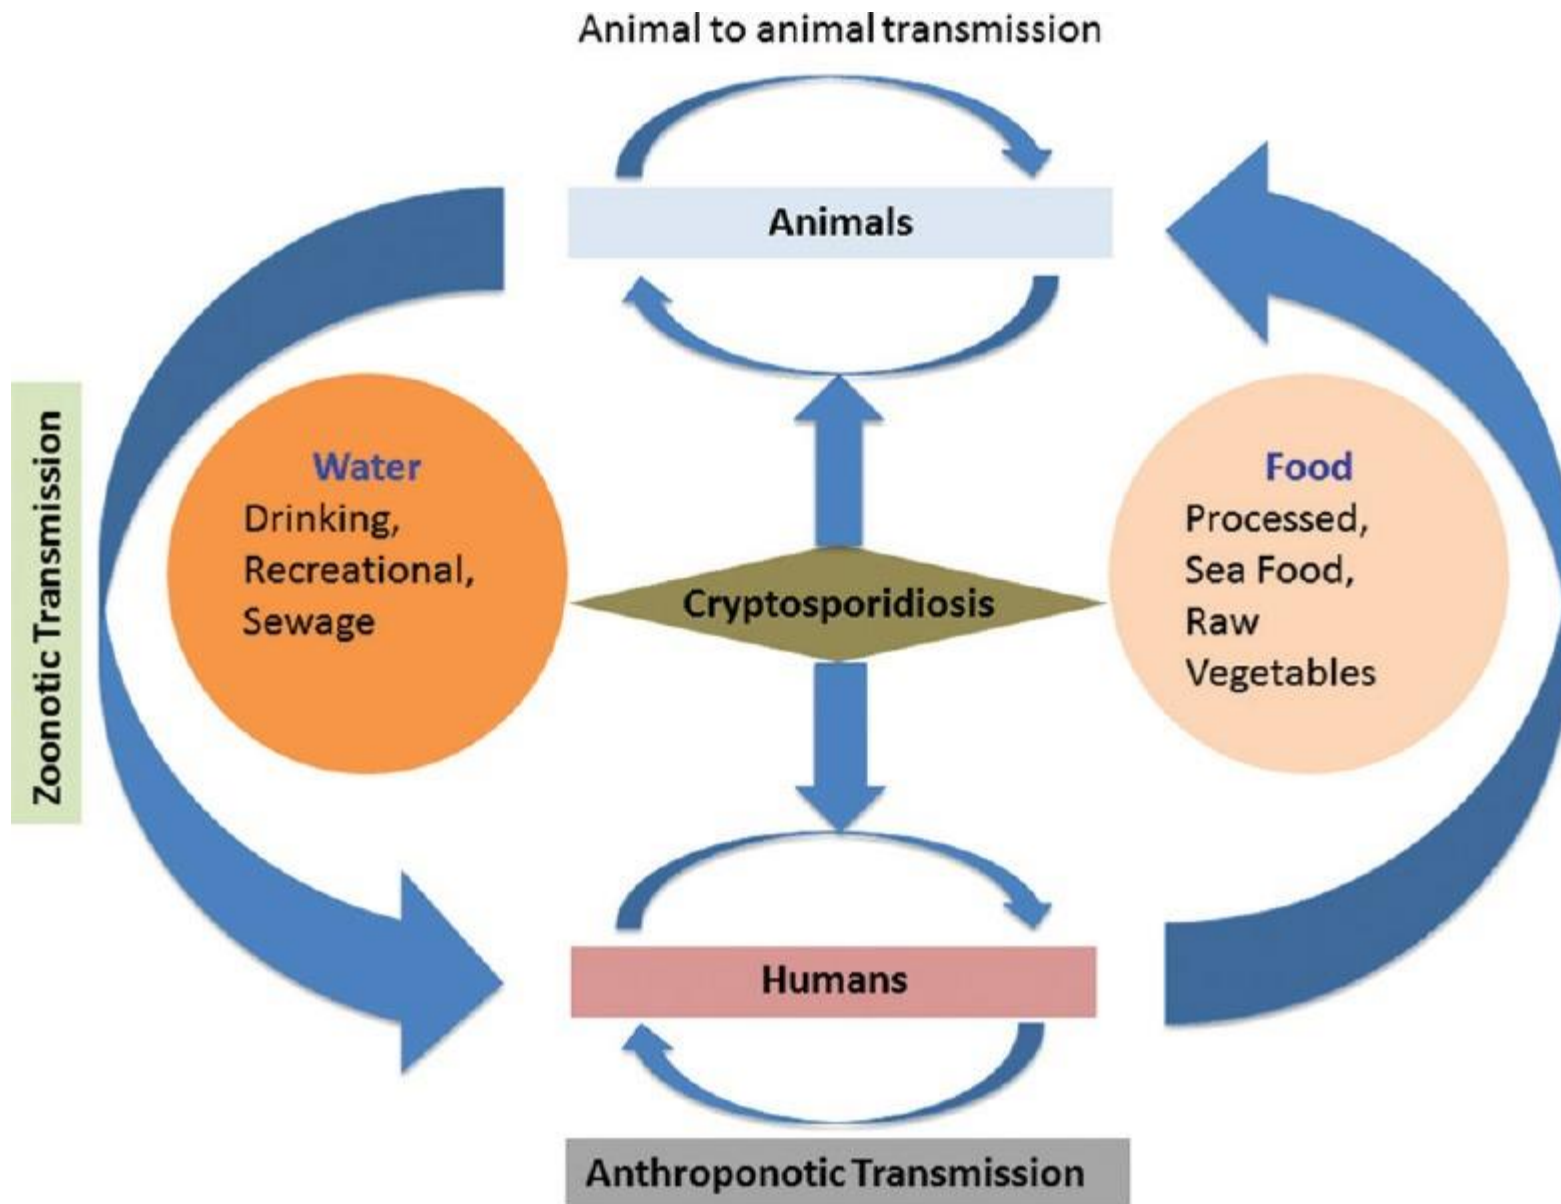 Animal to animal transmission
Animals
Zoonotic Transmission
Water
Drinking,
Recreational,
Sewage
Cryptosporidiosis
Food
Processed,
Sea Food,
Raw
Vegetables
Humans
Anthroponotic Transmission